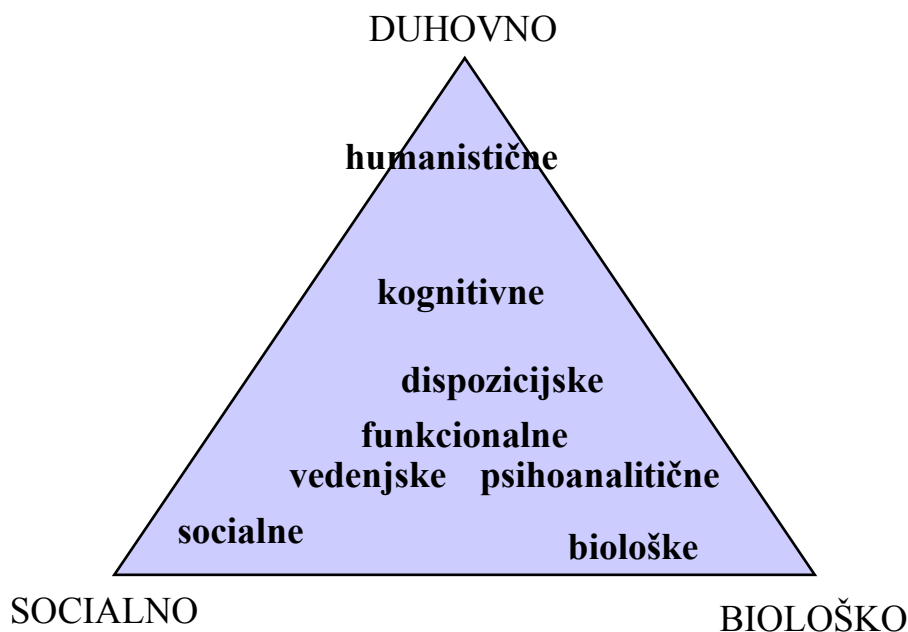 DUHOVNO
humanistične
kognitivne
dispozicijske
funkcionalne
vedenjske psihoanalitične
socialne
biološke
SOCIALNO
BIOLOŠKO